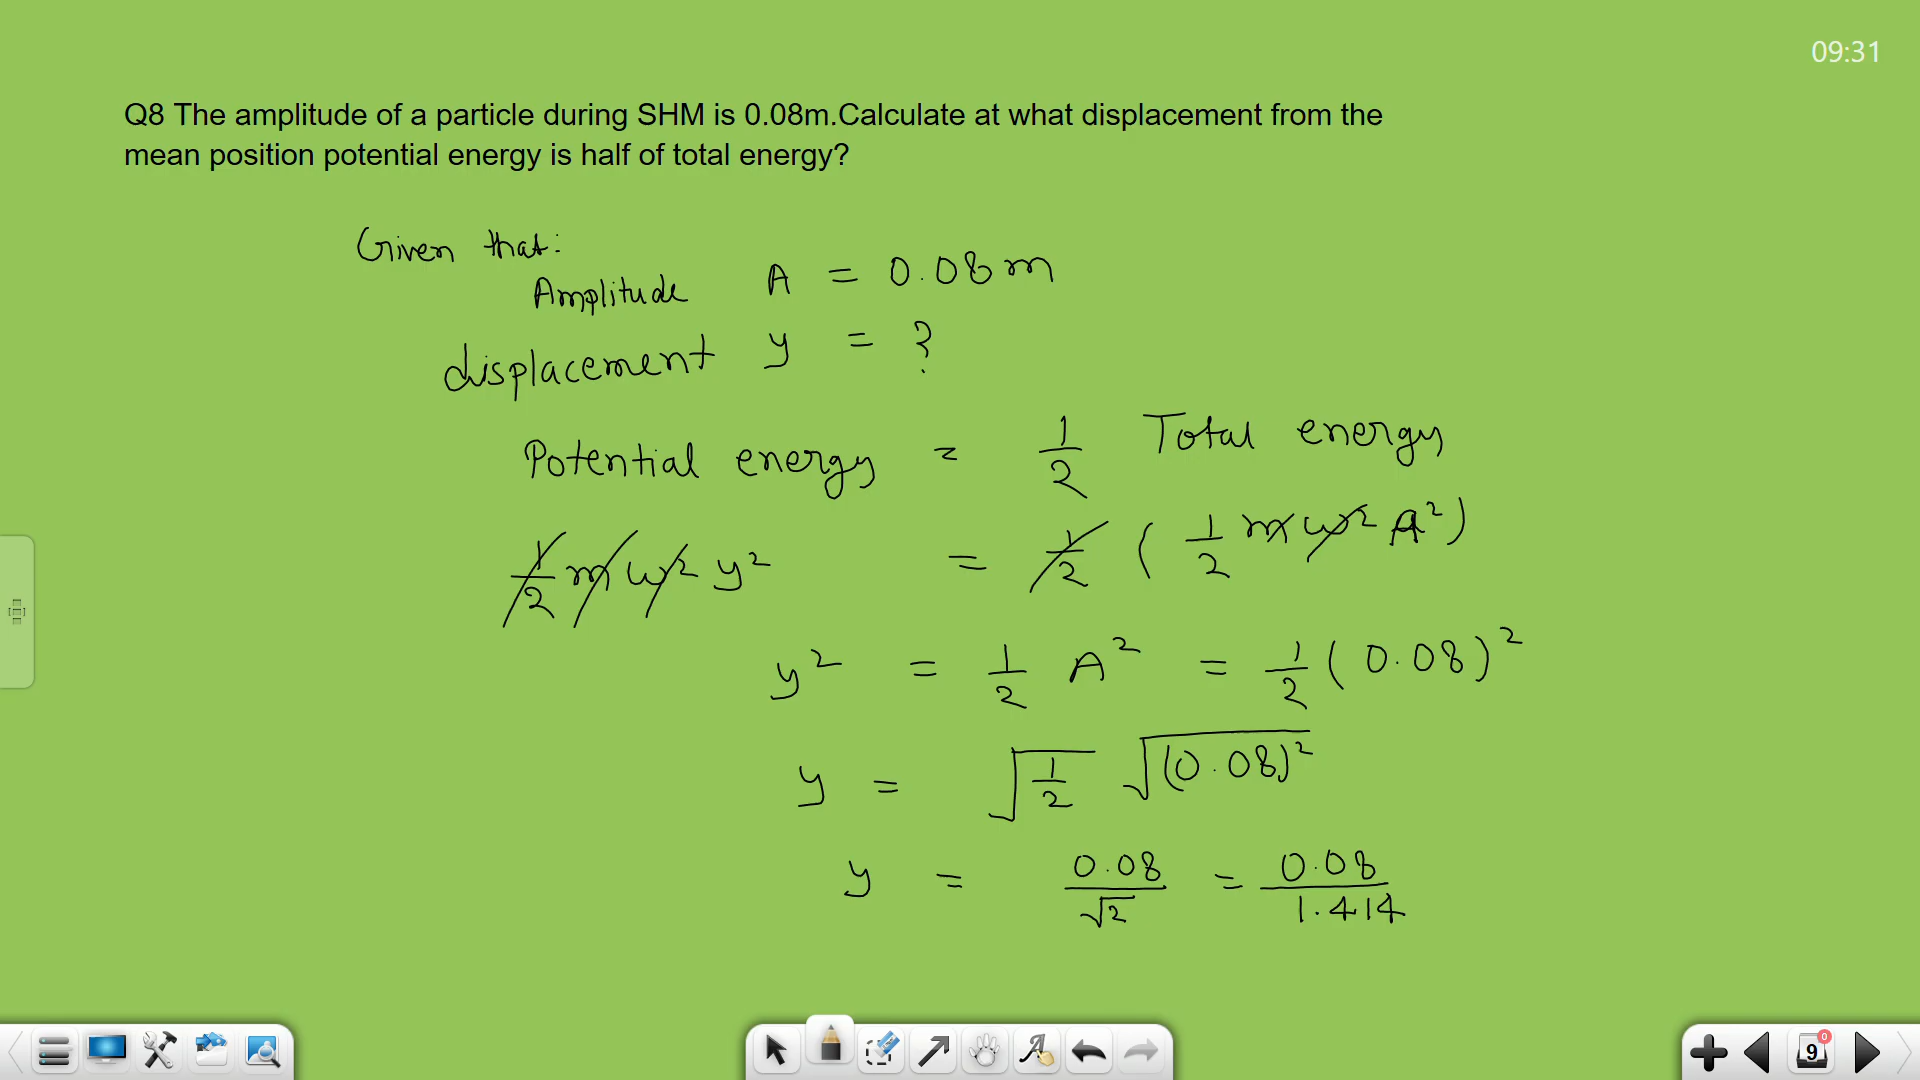 09:31
Q8 The amplitude of a particle during SHM is 0.08m.Calculate at what displacement from the
mean position potential energy is half of total energy?
Given that:
Amplitude A = 0.08m
displacement y = ?
Potential energy = 1/2 Total energy
1/2 mω² y² = 1/2 ( 1/2 mω² A²)
y² = 1/2 A² = 1/2 (0.08)²
y = √(1/2) √(0.08)²
y = 0.08/√2 = 0.08/1.414
9
0